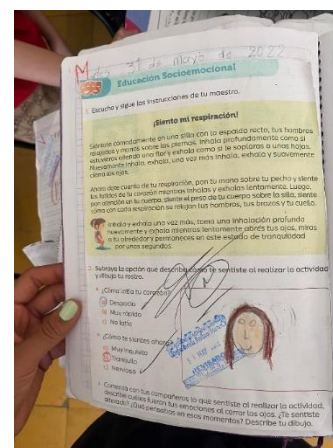 31 de Mayo de 2022
Educación Socioemocional
1. Escucha y sigue las instrucciones de tu maestro.
¡Siento mi respiración!
Siéntate cómodamente en una silla con la espalda recta, tus hombros
relajados y manos sobre las piernas. Inhala profundamente como si
estuvieras oliendo una flor y exhala como si le soplaras a unas hojas.
Nuevamente inhala, exhala, una vez más inhala, exhala y suavemente
cierra los ojos.
Ahora date cuenta de tu respiración, pon tu mano sobre tu pecho y siente
los latidos de tu corazón mientras inhalas y exhalas lentamente. Luego,
pon atención en tu cuerpo, siente el peso de tu cuerpo sobre la silla, siente
cómo con cada respiración se relajan tus hombros, tus brazos y tu cuello.
Inhala y exhala una vez más, toma una inhalación profunda
nuevamente y exhala mientras lentamente abres tus ojos, miras
a tu alrededor y permaneces en este estado de tranquilidad
por unos segundos.
2. Subraya la opción que describa cómo te sentiste al realizar la actividad
y dibuja tu rostro.
¿Cómo latía tu corazón?
a) Despacio
b) Muy rápido
c) No latía
¿Cómo te sientes ahora?
a) Muy inquieto
b) Tranquilo
c) Nervioso
REVISADO
3. Comenta con tus compañeros lo que sentiste al realizar la actividad,
describe cuáles fueron tus emociones al cerrar los ojos. ¿Te sentiste
¿Qué pensabas en esos momentos? Describe tu dibujo.